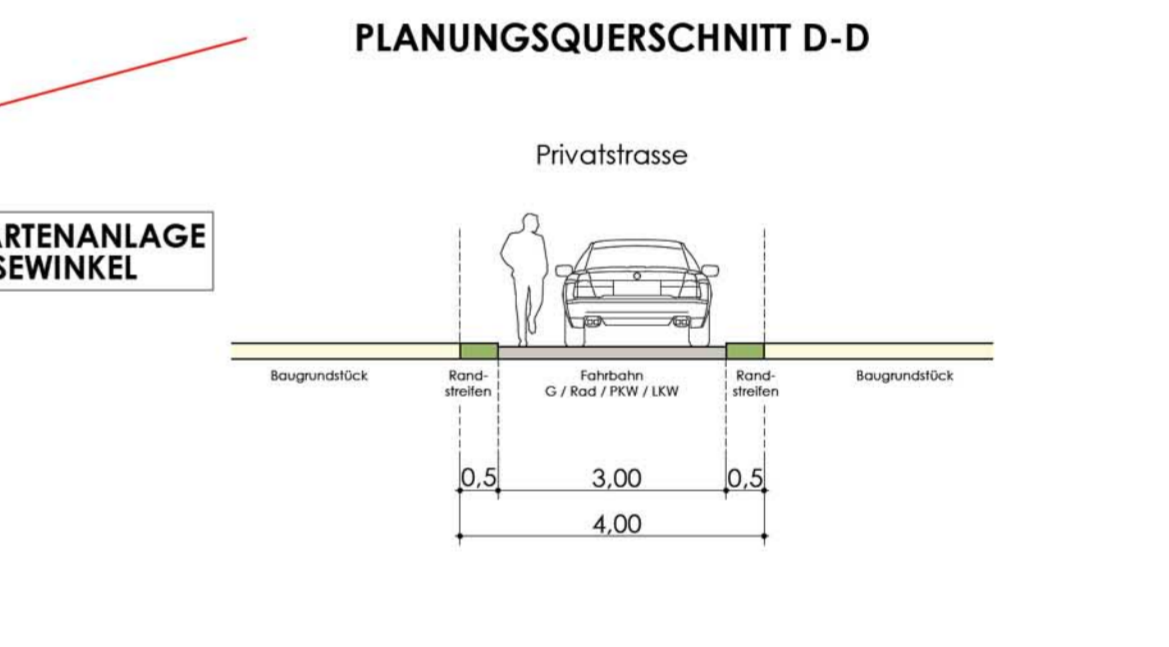 PLANUNGSQUERSCHNITT D-D
Privatstrasse
ARTENANLAGE
SEWINKEL
Baugrundstück
Rand-
streifen
Fahrbahn
G / Rad / PKW / LKW
Rand-
streifen
Baugrundstück
0,5
3,00
0,5
4,00